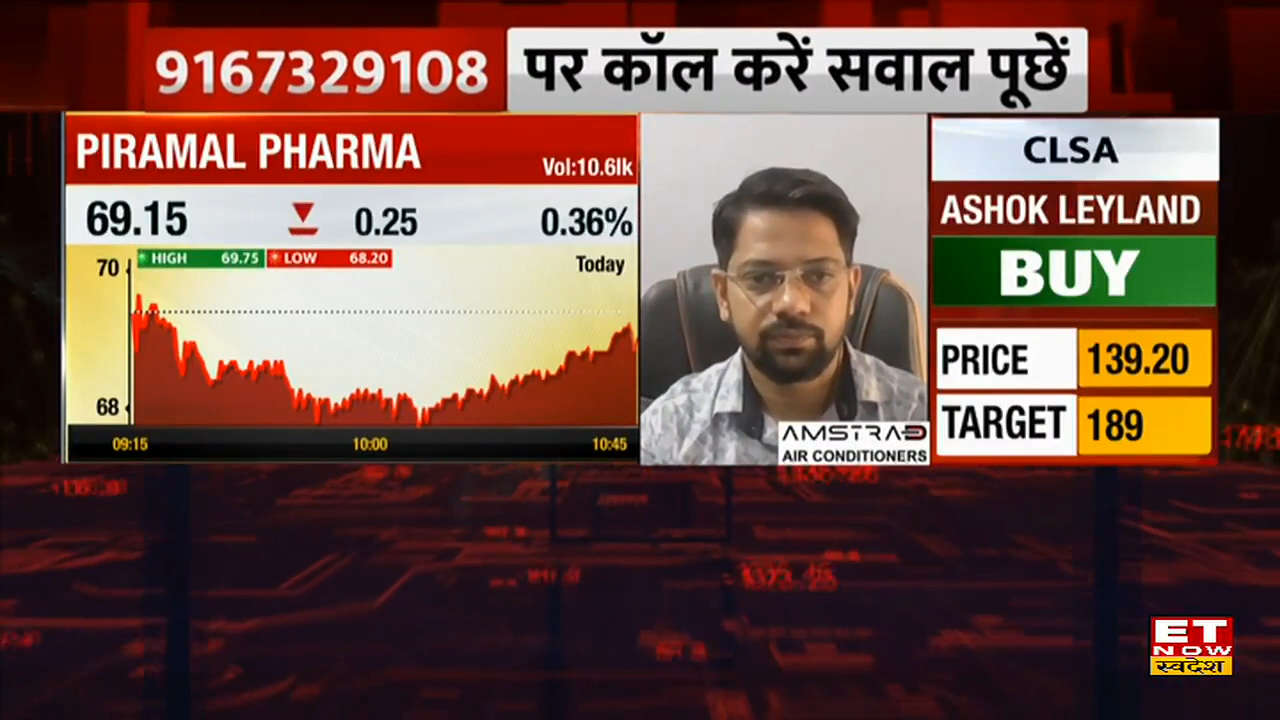 9167329108 पर कॉल करें सवाल पूछें
PIRAMAL PHARMA
Vol:10.6lk
69.15 0.25 0.36%
HIGH 69.75 LOW 68.20
Today
70
68
09:15 10:00 10:45
AMSTRAD
AIR CONDITIONERS
CLSA
ASHOK LEYLAND
BUY
PRICE 139.20
TARGET 189
ET
NOW
स्वदेश